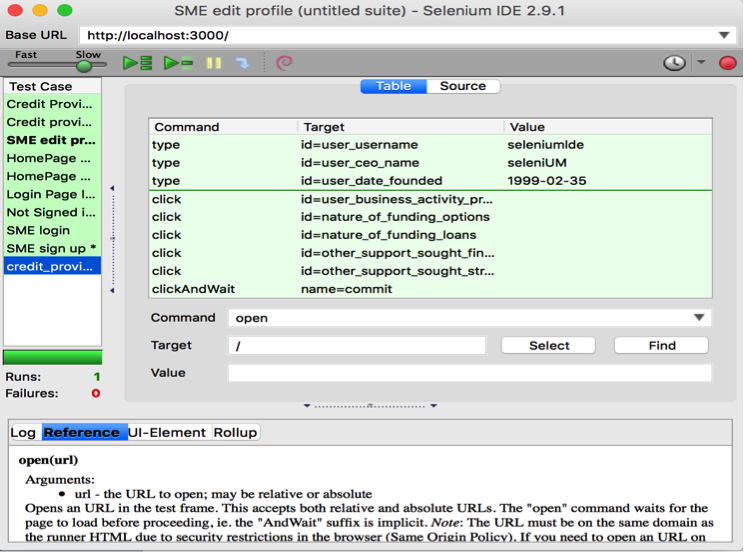 SME edit profile (untitled suite) - Selenium IDE 2.9.1
Base URL http://localhost:3000/
Fast Slow
Table Source
Test Case
Credit Provi...
Credit provi...
SME edit pr...
HomePage ...
HomePage ...
Login Page I...
Not Signed i...
SME login
SME sign up *
credit_provi...
Runs: 1
Failures: 0
Command Target Value
type id=user_username seleniumIde
type id=user_ceo_name seleniUM
type id=user_date_founded 1999-02-35
click id=user_business_activity_pr...
click id=nature_of_funding_options
click id=nature_of_funding_loans
click id=other_support_sought_fin...
click id=other_support_sought_str...
clickAndWait name=commit
Command open
Target / Select Find
Value
Log Reference UI-Element Rollup
open(url)
Arguments:
• url - the URL to open; may be relative or absolute
Opens an URL in the test frame. This accepts both relative and absolute URLs. The "open" command waits for the
page to load before proceeding, ie. the "AndWait" suffix is implicit. Note: The URL must be on the same domain as
the runner HTML due to security restrictions in the browser (Same Origin Policy). If you need to open an URL on